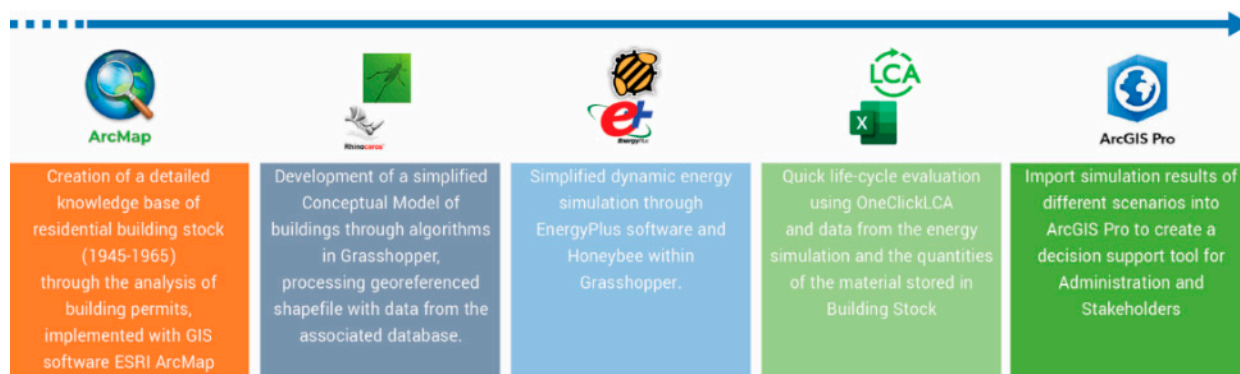 ArcMap
Rhinoceros
EnergyPlus
LCA
ArcGIS Pro
Creation of a detailed
knowledge base of
residential building stock
(1945-1965)
through the analysis of
building permits,
implemented with GIS
software ESRI ArcMap
Development of a simplified
Conceptual Model of
buildings through algorithms
in Grasshopper,
processing georeferenced
shapefile with data from the
associated database.
Simplified dynamic energy
simulation through
EnergyPlus software and
Honeybee within
Grasshopper.
Quick life-cycle evaluation
using OneClickLCA
and data from the energy
simulation and the quantities
of the material stored in
Building Stock
Import simulation results of
different scenarios into
ArcGIS Pro to create a
decision support tool for
Administration and
Stakeholders